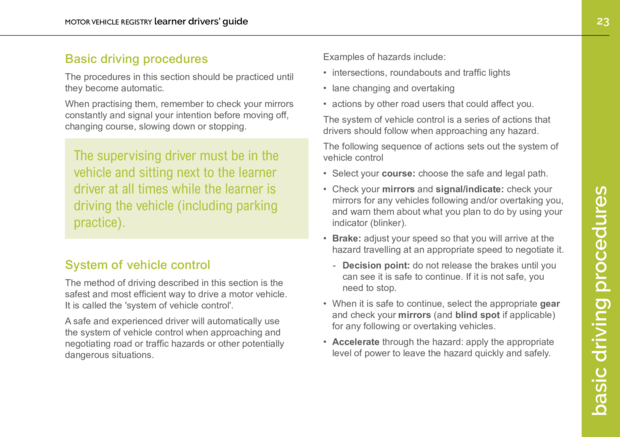 MOTOR VEHICLE REGISTRY learner drivers' guide
23
Basic driving procedures
The procedures in this section should be practiced until
they become automatic.
When practising them, remember to check your mirrors
constantly and signal your intention before moving off,
changing course, slowing down or stopping.
The supervising driver must be in the
vehicle and sitting next to the learner
driver at all times while the learner is
driving the vehicle (including parking
practice).
System of vehicle control
The method of driving described in this section is the
safest and most efficient way to drive a motor vehicle.
It is called the 'system of vehicle control'.
A safe and experienced driver will automatically use
the system of vehicle control when approaching and
negotiating road or traffic hazards or other potentially
dangerous situations.
Examples of hazards include:
• intersections, roundabouts and traffic lights
• lane changing and overtaking
• actions by other road users that could affect you.
The system of vehicle control is a series of actions that
drivers should follow when approaching any hazard.
The following sequence of actions sets out the system of
vehicle control
• Select your course: choose the safe and legal path.
• Check your mirrors and signal/indicate: check your
mirrors for any vehicles following and/or overtaking you,
and warn them about what you plan to do by using your
indicator (blinker).
• Brake: adjust your speed so that you will arrive at the
hazard travelling at an appropriate speed to negotiate it.
- Decision point: do not release the brakes until you
can see it is safe to continue. If it is not safe, you
need to stop.
• When it is safe to continue, select the appropriate gear
and check your mirrors (and blind spot if applicable)
for any following or overtaking vehicles.
• Accelerate through the hazard: apply the appropriate
level of power to leave the hazard quickly and safely.
basic driving procedures